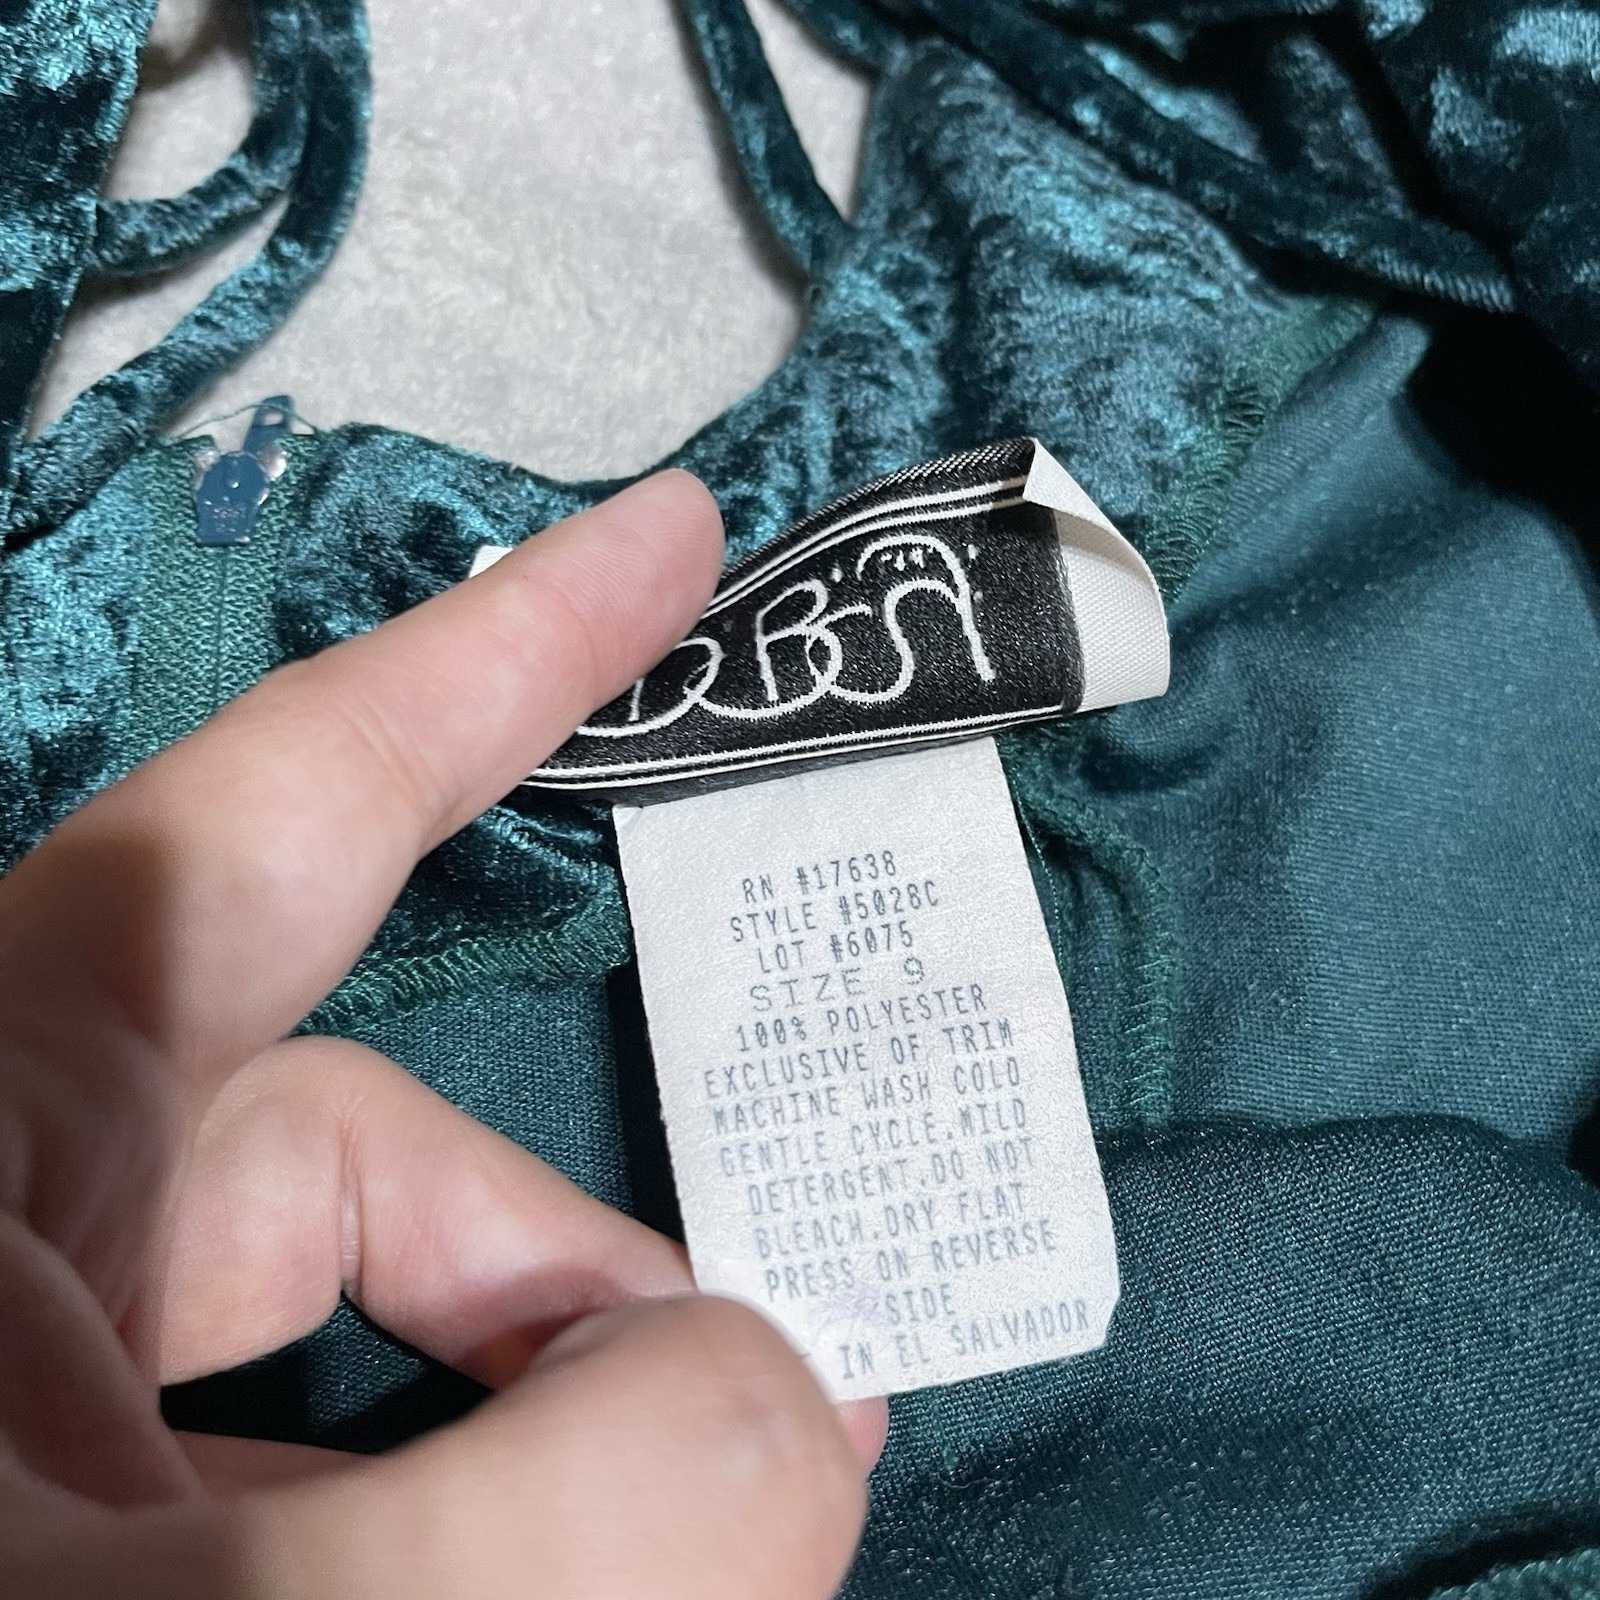 RN #17638
STYLE #5028C
LOT #6075
SIZE 9
100% POLYESTER
EXCLUSIVE OF TRIM
MACHINE WASH COLD
GENTLE CYCLE.MILD
DETERGENT.DO NOT
BLEACH.DRY FLAT
PRESS ON REVERSE
SIDE
IN EL SALVADOR